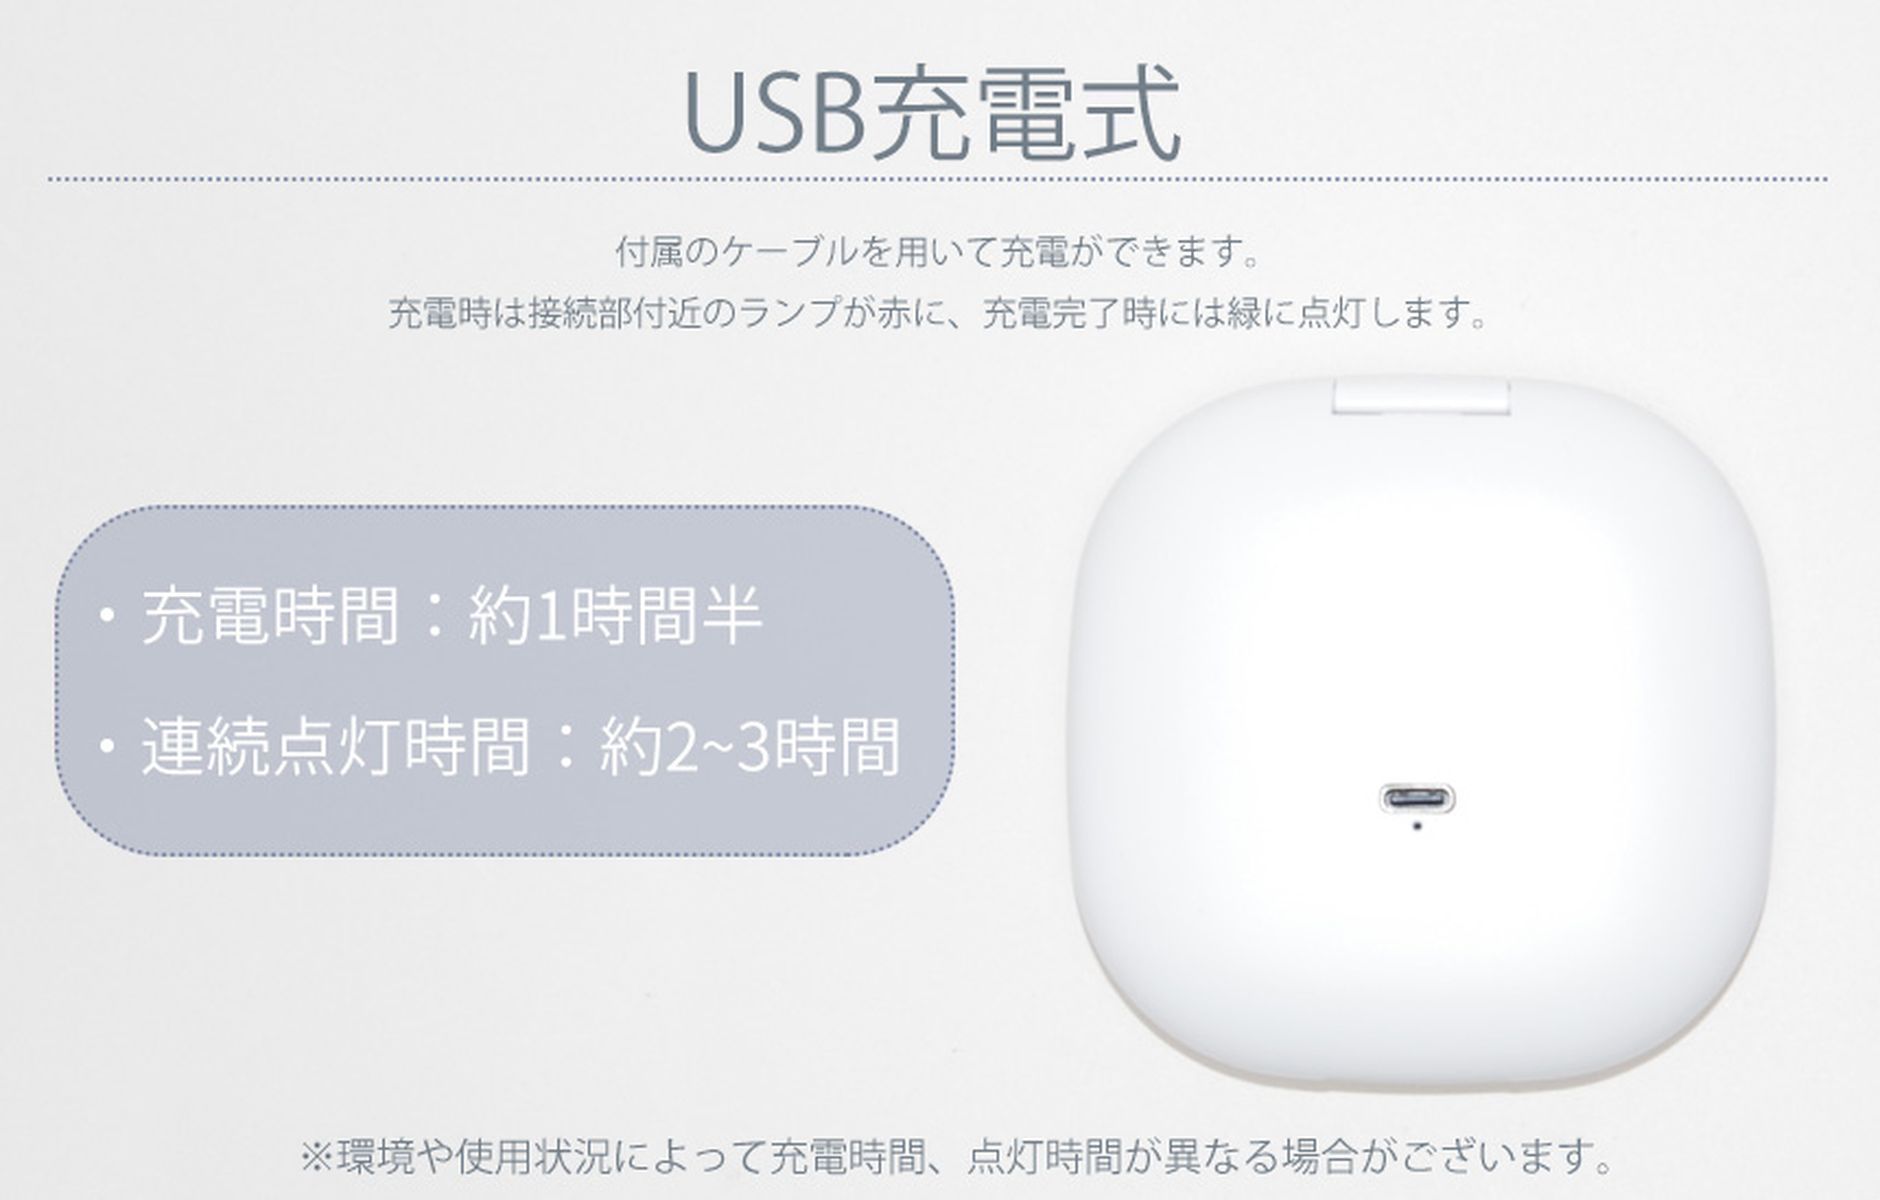 USB充電式
付属のケーブルを用いて充電ができます。
充電時は接続部付近のランプが赤に、充電完了時には緑に点灯します。
・充電時間：約1時間半
・連続点灯時間：約2~3時間
※環境や使用状況によって充電時間、点灯時間が異なる場合がございます。